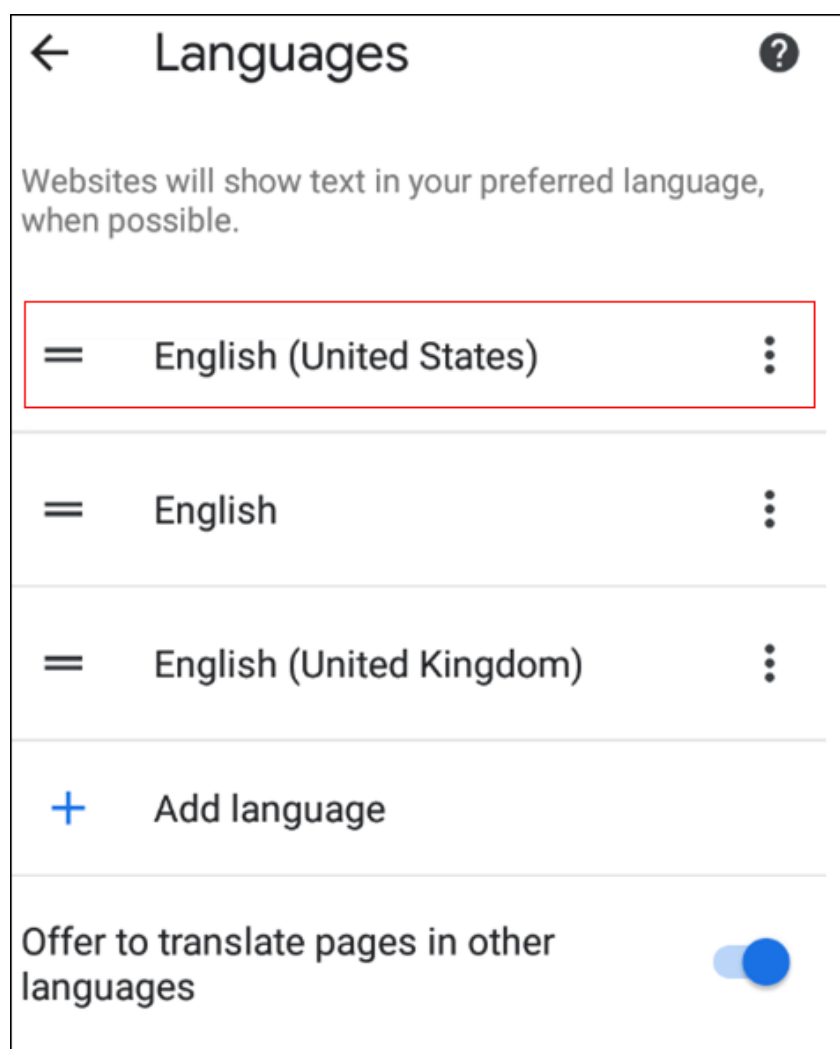 Languages
Websites will show text in your preferred language,
when possible.
English (United States)
English
English (United Kingdom)
Add language
Offer to translate pages in other
languages